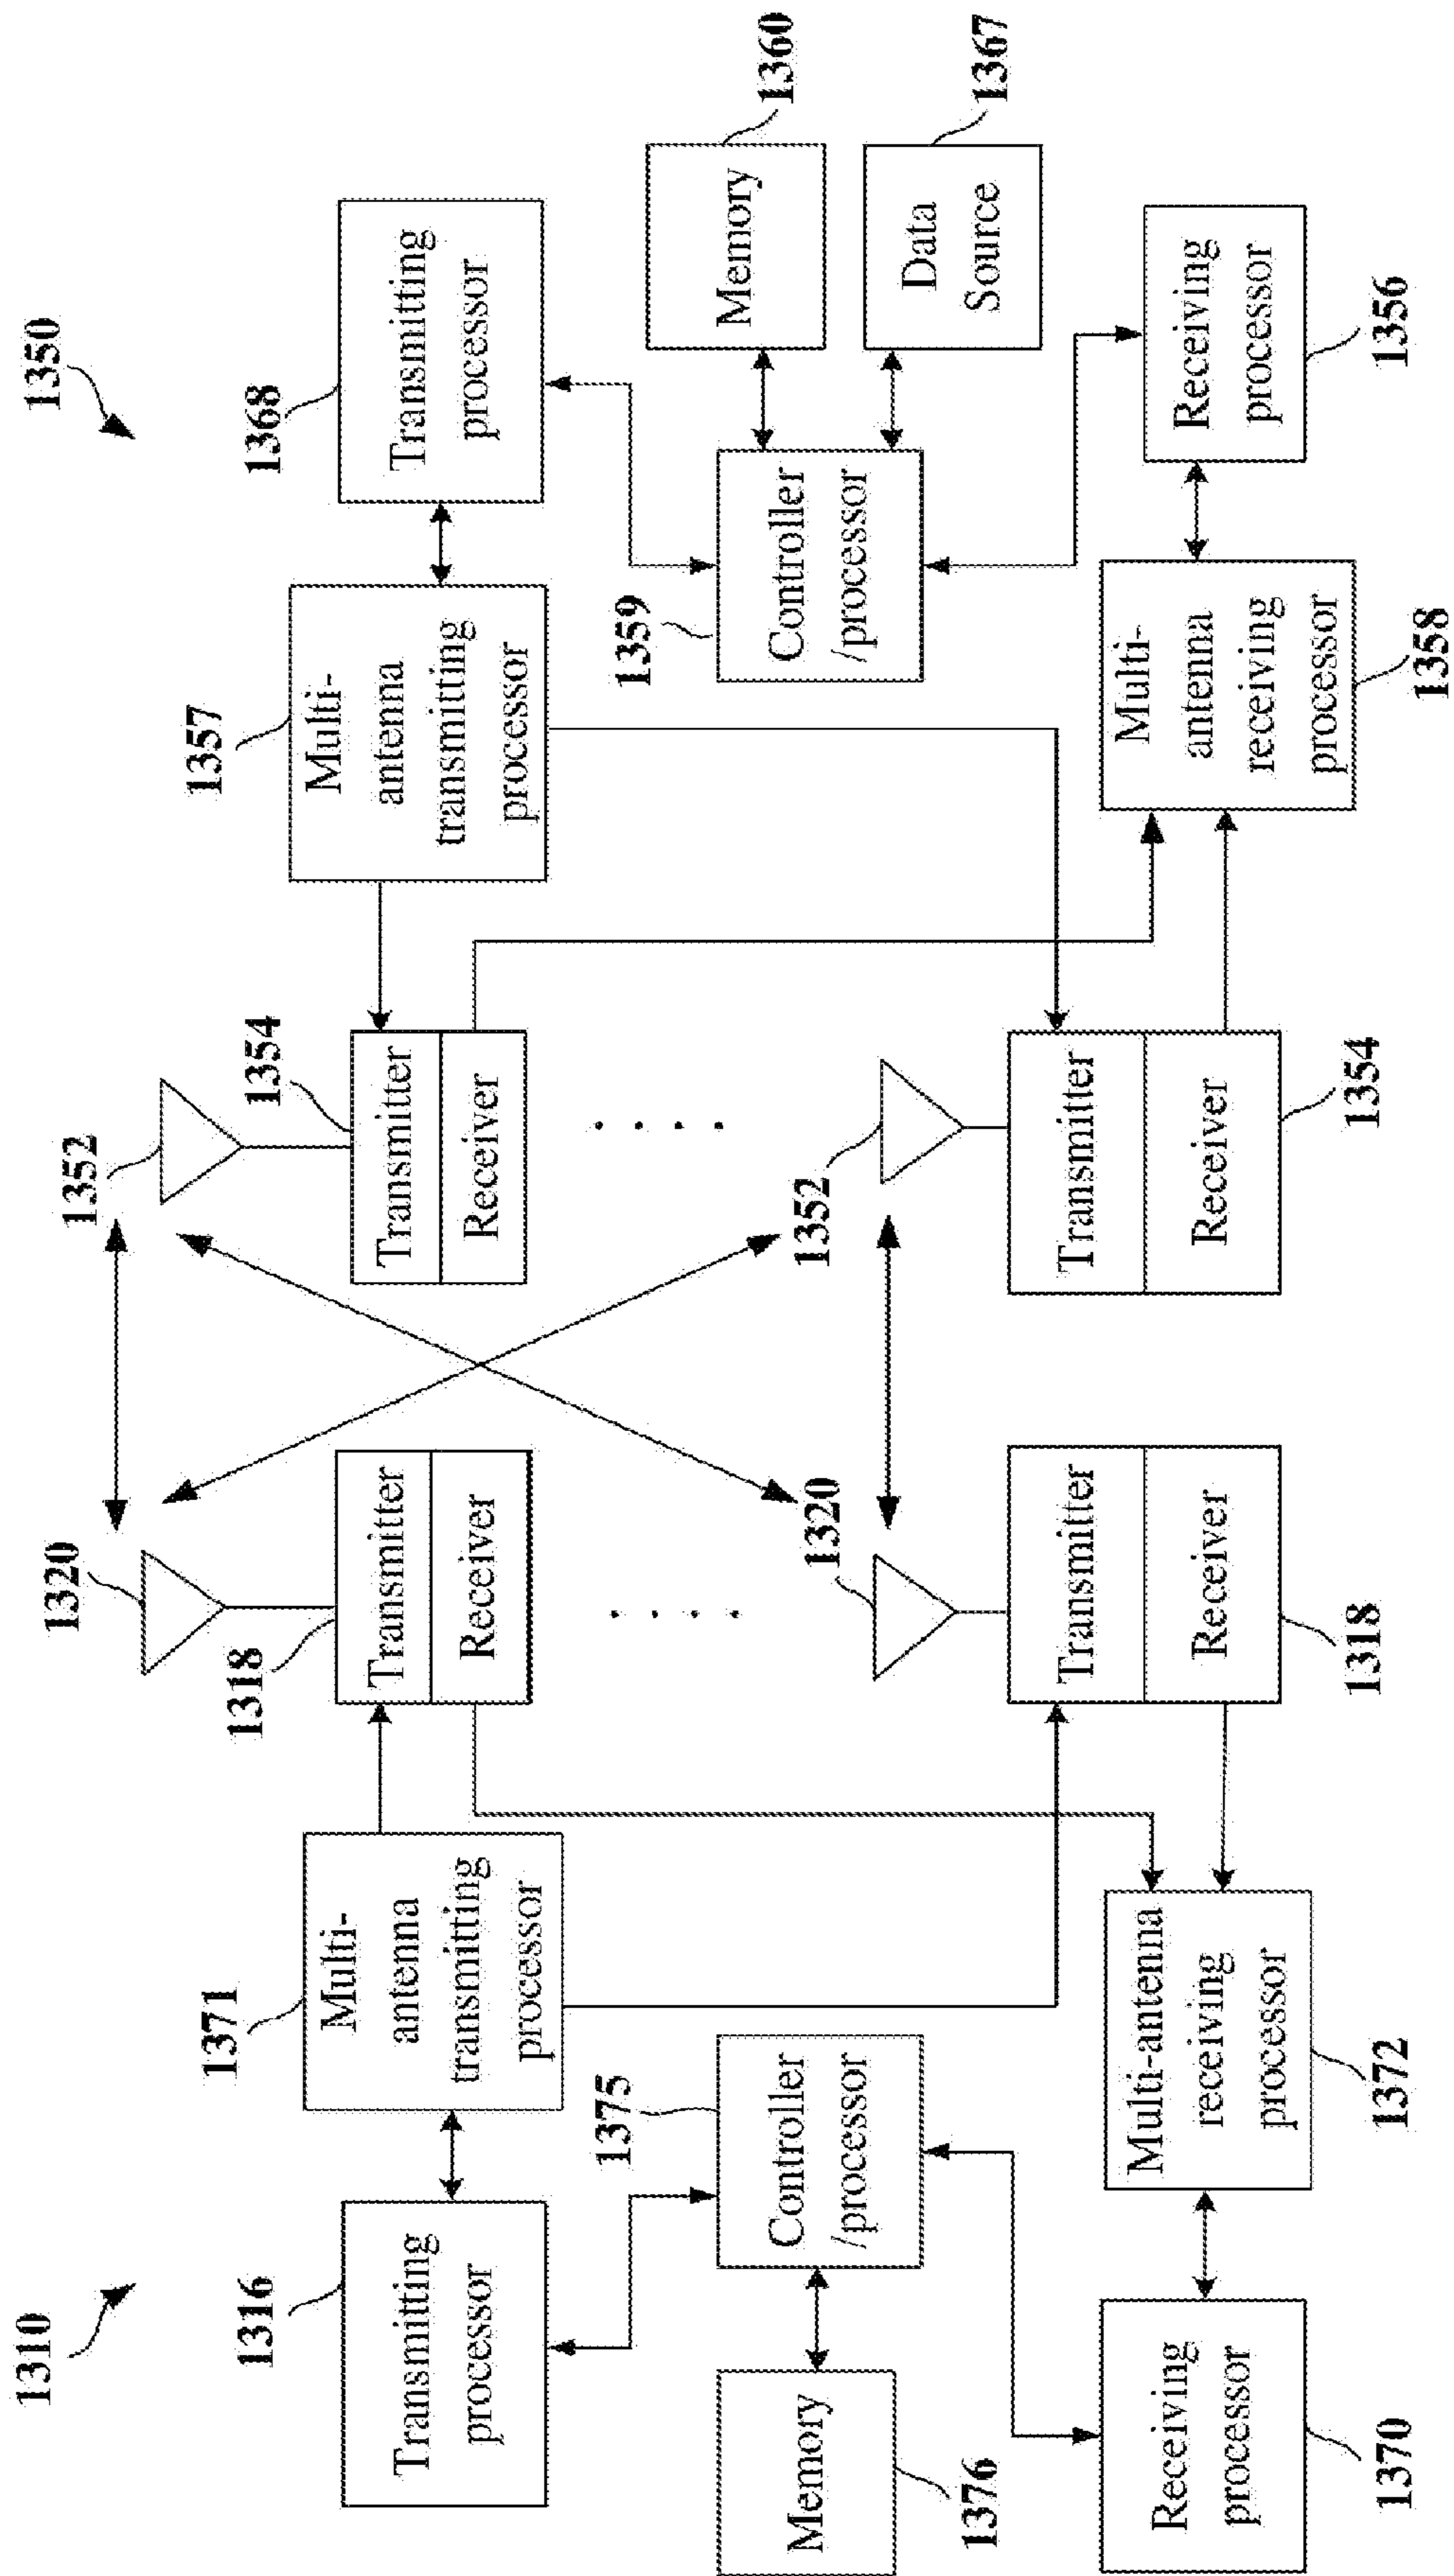 1310
1350
1316
Transmitting
processor
1371
Multi-
antenna
transmitting
processor
1320
1318
Transmitter
Receiver
1352
1354
Transmitter
Receiver
1357
Multi-
antenna
transmitting
processor
1368
Transmitting
processor
Memory
1376
1375
Controller
/processor
1359
Controller
/processor
Memory
1360
Data
Source
1367
Receiving
processor
1370
Multi-antenna
receiving
processor
1372
1320
Transmitter
Receiver
1318
1352
Transmitter
Receiver
1354
Multi-
antenna
receiving
processor
1358
Receiving
processor
1356